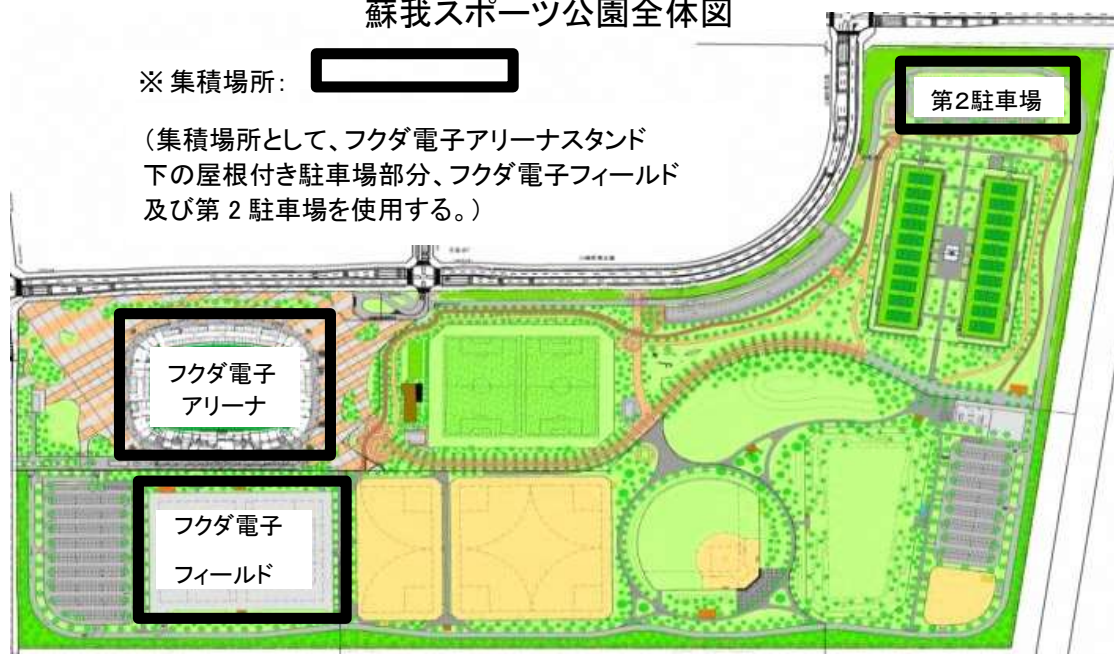 蘇我スポーツ公園全体図
※ 集積場所:
（集積場所として、フクダ電子アリーナスタンド
下の屋根付き駐車場部分、フクダ電子フィールド
及び第 2 駐車場を使用する。）
第2駐車場
フクダ電子
アリーナ
フクダ電子
フィールド